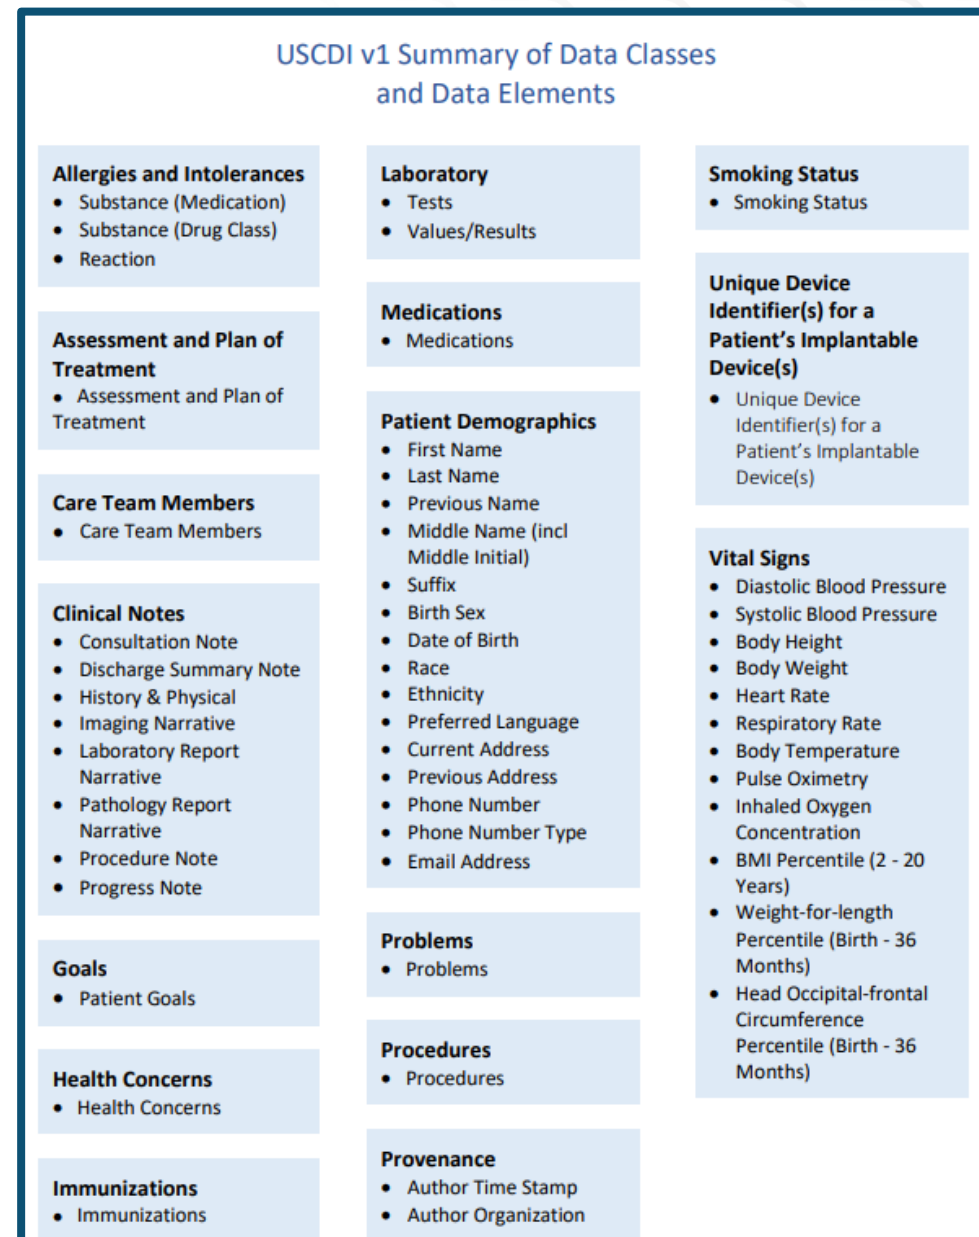 USCDI v1 Summary of Data Classes
and Data Elements
Allergies and Intolerances
• Substance (Medication)
• Substance (Drug Class)
• Reaction
Assessment and Plan of
Treatment
• Assessment and Plan of
Treatment
Care Team Members
• Care Team Members
Clinical Notes
• Consultation Note
• Discharge Summary Note
• History & Physical
• Imaging Narrative
• Laboratory Report
Narrative
• Pathology Report
Narrative
• Procedure Note
• Progress Note
Goals
• Patient Goals
Health Concerns
• Health Concerns
Immunizations
• Immunizations
Laboratory
• Tests
• Values/Results
Medications
• Medications
Patient Demographics
• First Name
• Last Name
• Previous Name
• Middle Name (incl
Middle Initial)
• Suffix
• Birth Sex
• Date of Birth
• Race
• Ethnicity
• Preferred Language
• Current Address
• Previous Address
• Phone Number
• Phone Number Type
• Email Address
Problems
• Problems
Procedures
• Procedures
Provenance
• Author Time Stamp
• Author Organization
Smoking Status
• Smoking Status
Unique Device
Identifier(s) for a
Patient's Implantable
Device(s)
• Unique Device
Identifier(s) for a
Patient's Implantable
Device(s)
Vital Signs
• Diastolic Blood Pressure
• Systolic Blood Pressure
• Body Height
• Body Weight
• Heart Rate
• Respiratory Rate
• Body Temperature
• Pulse Oximetry
• Inhaled Oxygen
Concentration
• BMI Percentile (2 - 20
Years)
• Weight-for-length
Percentile (Birth - 36
Months)
• Head Occipital-frontal
Circumference
Percentile (Birth - 36
Months)